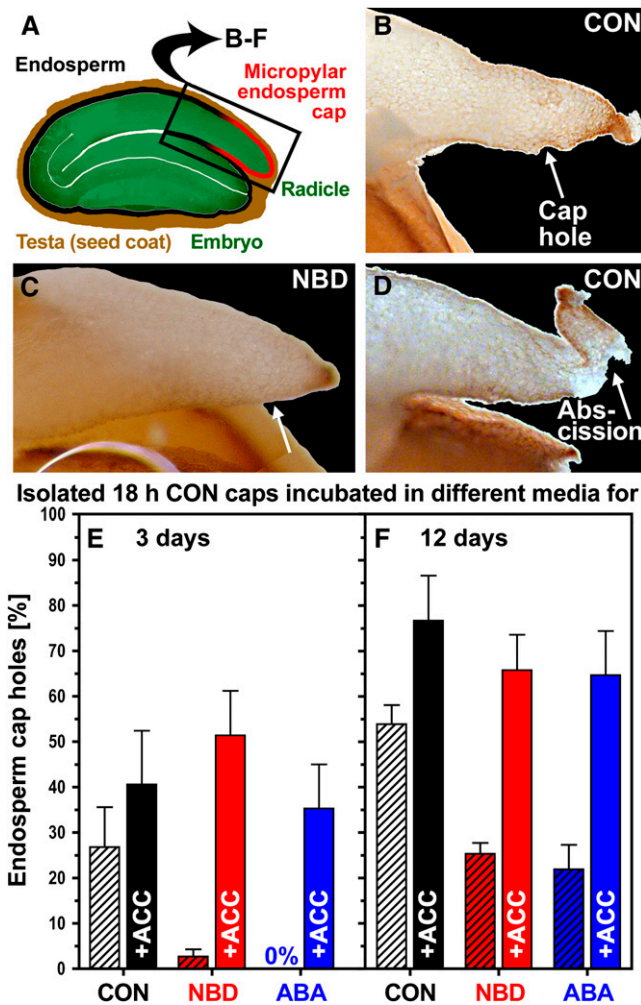 A
B-F
Endosperm
Micropylar
endosperm
cap
Radicle
Testa (seed coat)
Embryo
B
CON
Cap
hole
C
NBD
D
CON
Abs-
cission
Isolated 18 h CON caps incubated in different media for
E 3 days
F 12 days
Endosperm cap holes [%]
100
90
80
70
60
50
40
30
20
10
0
+ACC
+ACC
0%
+ACC
+ACC
+ACC
+ACC
CON
NBD
ABA
CON
NBD
ABA